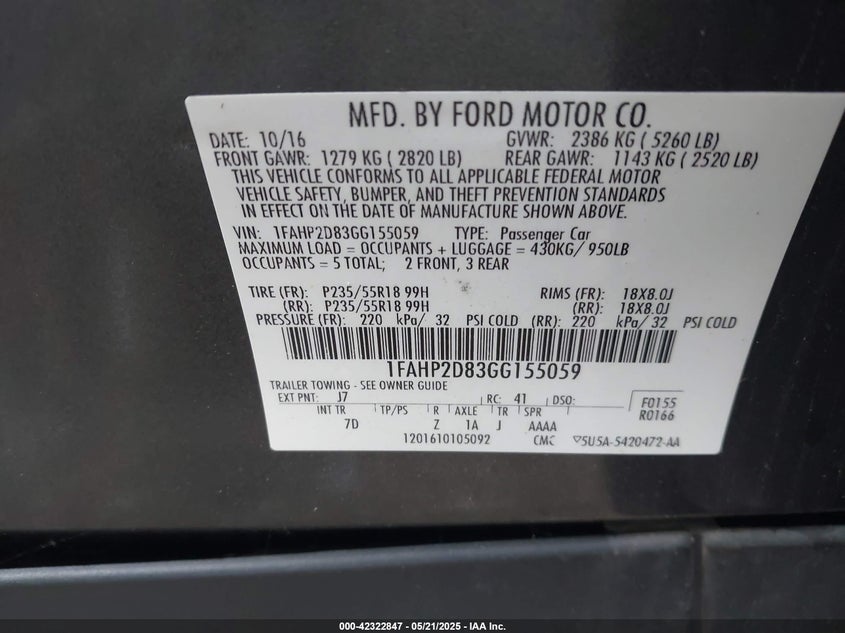 MFD. BY FORD MOTOR CO.
DATE: 10/16 GVWR: 2386 KG ( 5260 LB)
FRONT GAWR: 1279 KG ( 2820 LB) REAR GAWR: 1143 KG ( 2520 LB)
THIS VEHICLE CONFORMS TO ALL APPLICABLE FEDERAL MOTOR
VEHICLE SAFETY, BUMPER, AND THEFT PREVENTION STANDARDS
IN EFFECT ON THE DATE OF MANUFACTURE SHOWN ABOVE.
VIN: 1FAHP2D83GG155059 TYPE: Passenger Car
MAXIMUM LOAD = OCCUPANTS + LUGGAGE = 430KG/ 950LB
OCCUPANTS = 5 TOTAL; 2 FRONT, 3 REAR
TIRE (FR): P235/55R18 99H RIMS (FR): 18X8.0J
(RR): P235/55R18 99H (RR): 18X8.0J
PRESSURE (FR): 220 kPa/ 32 PSI COLD (RR): 220 kPa/ 32 PSI COLD
1FAHP2D83GG155059
TRAILER TOWING - SEE OWNER GUIDE
EXT PNT: J7 RC: 41 DSO: F0155
R0166
INT TR TP/PS R AXLE TR SPR
7D Z 1A J AAAA
1201610105092 CMC ▽5U5A-5420472-AA
000-42322847 - 05/21/2025 - IAA Inc.